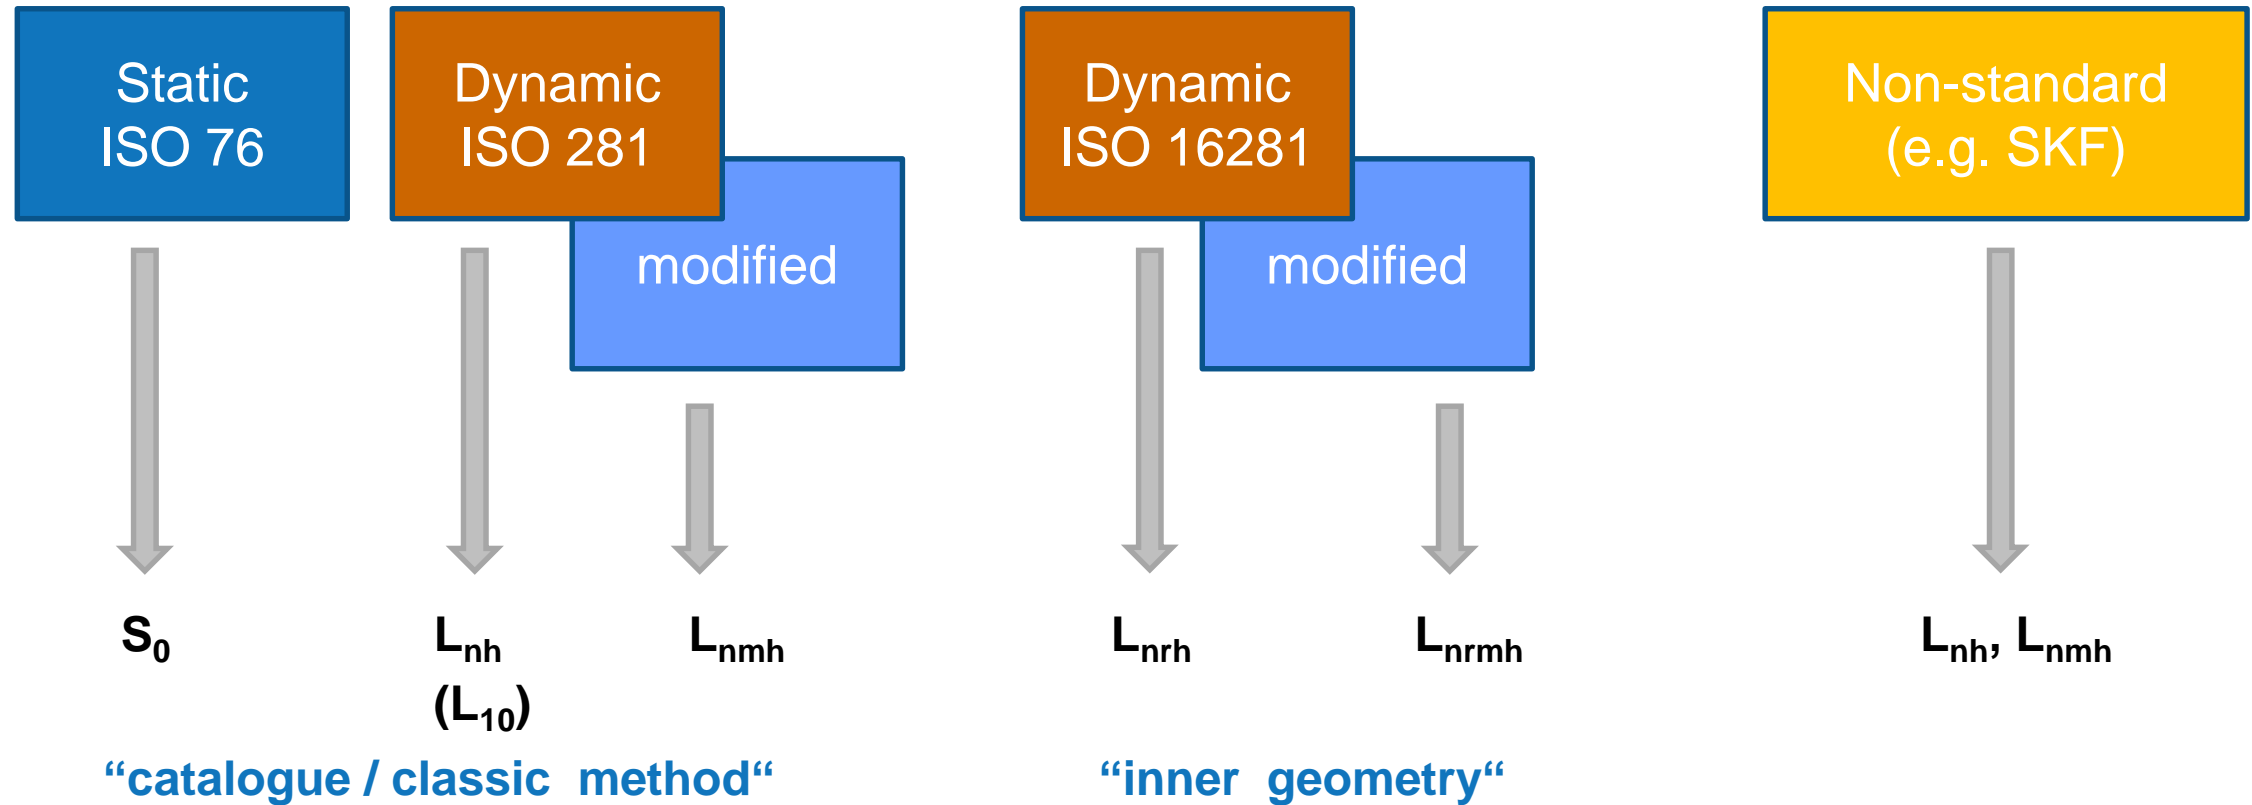 Static
ISO 76
Dynamic
ISO 281
modified
Dynamic
ISO 16281
modified
Non-standard
(e.g. SKF)
S₀
Lₙₕ
(L₁₀)
Lₙₘₕ
Lₙᵣₕ
Lₙᵣₘₕ
Lₙₕ, Lₙₘₕ
“catalogue / classic method“
“inner geometry“